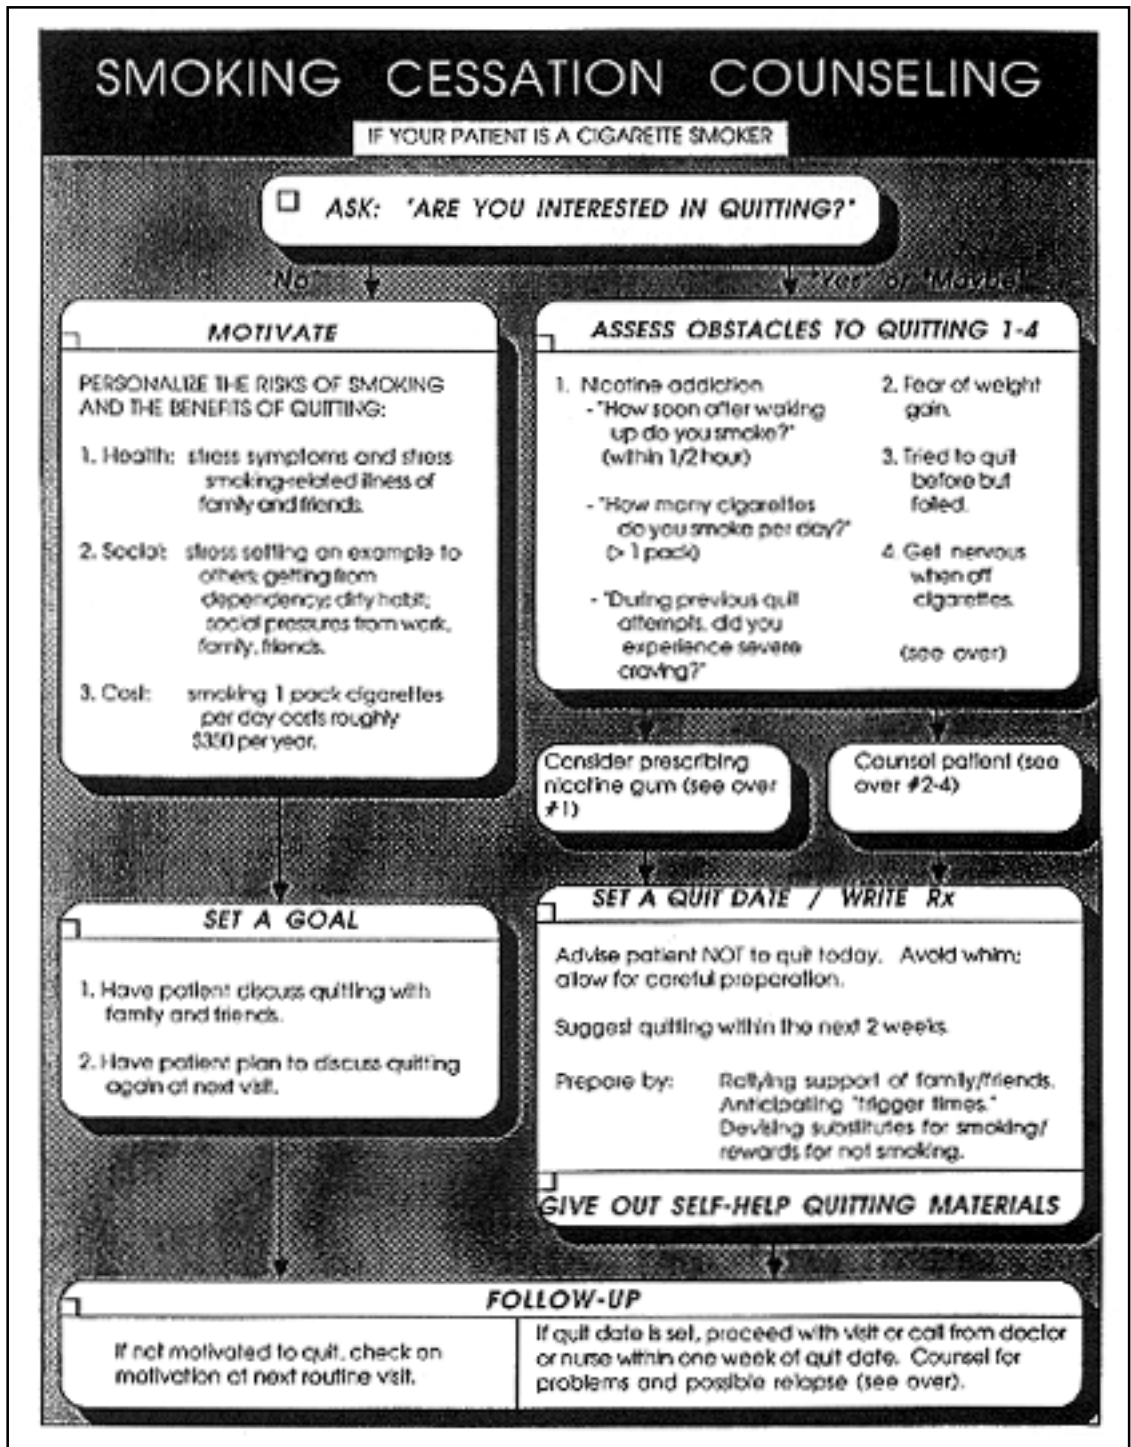 SMOKING CESSATION COUNSELING
IF YOUR PATIENT IS A CIGARETTE SMOKER
ASK: "ARE YOU INTERESTED IN QUITTING?"
"No"
"Yes" or "Maybe"
MOTIVATE
PERSONALIZE THE RISKS OF SMOKING
AND THE BENEFITS OF QUITTING:
1. Health: stress symptoms and stress
smoking-related illness of
family and friends.
2. Social: stress setting an example to
others; getting from
dependency; dirty habit;
social pressures from work,
family, friends.
3. Cost: smoking 1 pack cigarettes
per day costs roughly
$350 per year.
ASSESS OBSTACLES TO QUITTING 1-4
1. Nicotine addiction
- "How soon after waking
up do you smoke?"
(within 1/2 hour)
- "How many cigarettes
do you smoke per day?"
(> 1 pack)
- "During previous quit
attempts, did you
experience severe
craving?"
2. Fear of weight
gain.
3. Tried to quit
before but
failed.
4. Get nervous
when off
cigarettes.
(see over)
Consider prescribing
nicotine gum (see over
#1)
Counsel patient (see
over #2-4)
SET A GOAL
1. Have patient discuss quitting with
family and friends.
2. Have patient plan to discuss quitting
again at next visit.
SET A QUIT DATE / WRITE Rx
Advise patient NOT to quit today. Avoid whim;
allow for careful preparation.
Suggest quitting within the next 2 weeks.
Prepare by: Rallying support of family/friends.
Anticipating "trigger times."
Devising substitutes for smoking/
rewards for not smoking.
GIVE OUT SELF-HELP QUITTING MATERIALS
FOLLOW-UP
If not motivated to quit, check on
motivation at next routine visit.
If quit date is set, proceed with visit or call from doctor
or nurse within one week of quit date. Counsel for
problems and possible relapse (see over).